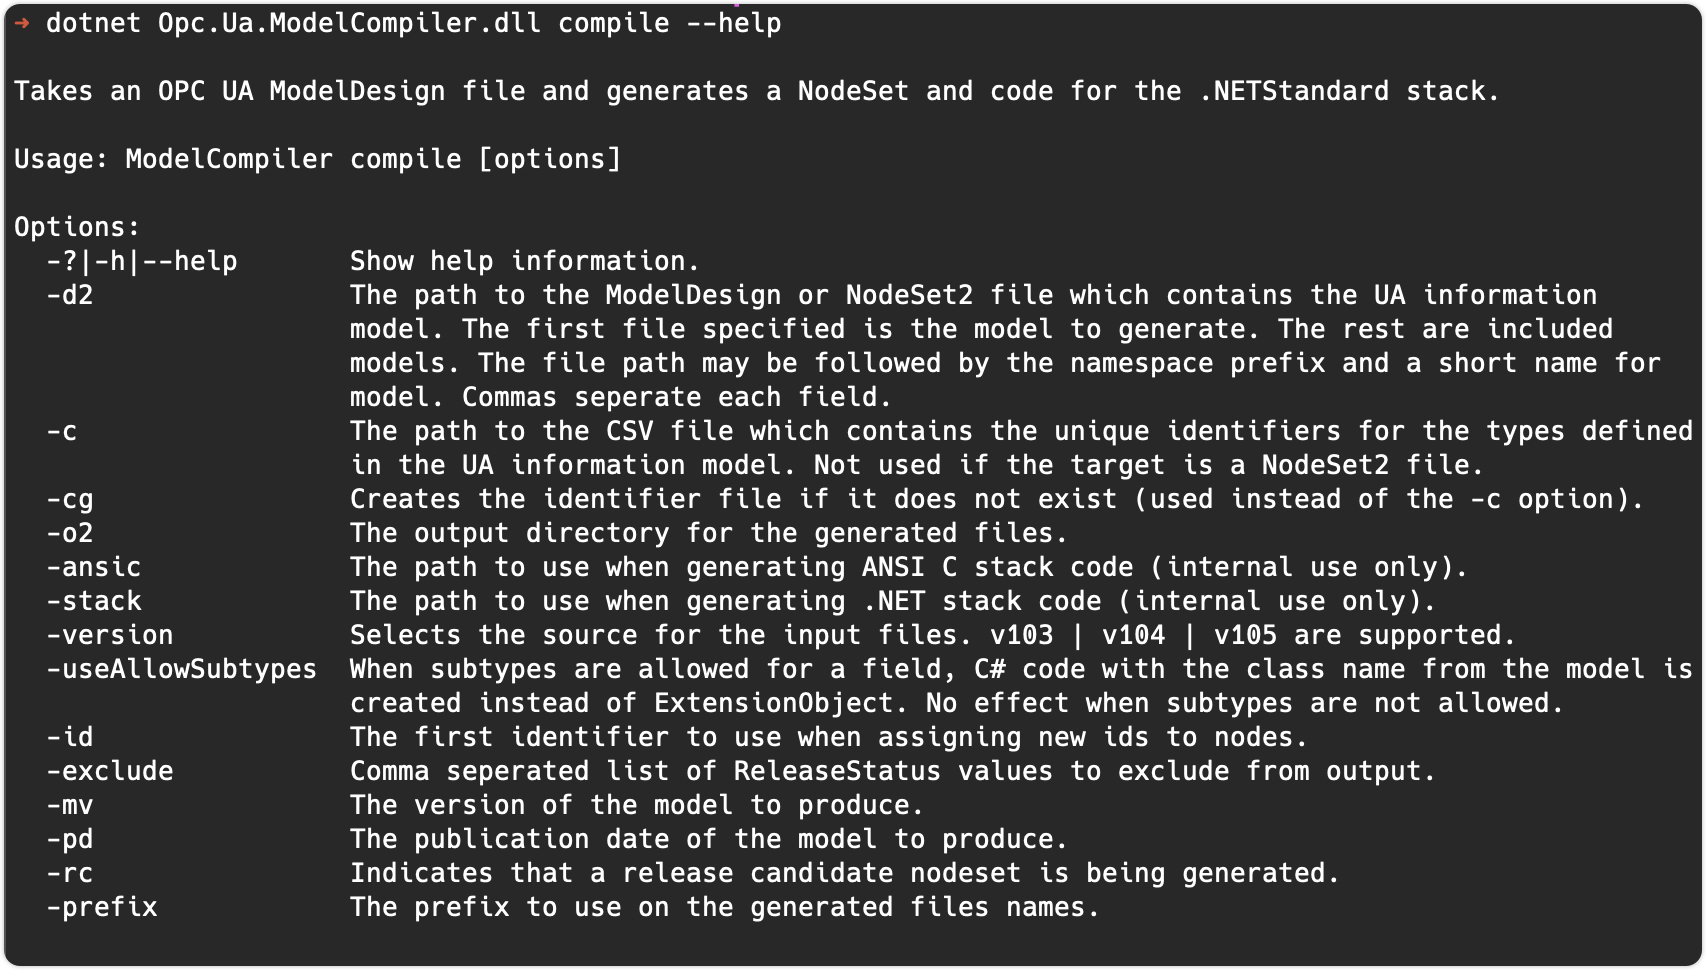 ➜ dotnet Opc.Ua.ModelCompiler.dll compile --help
Takes an OPC UA ModelDesign file and generates a NodeSet and code for the .NETStandard stack.
Usage: ModelCompiler compile [options]
Options:
-?|-h|--help Show help information.
-d2 The path to the ModelDesign or NodeSet2 file which contains the UA information
model. The first file specified is the model to generate. The rest are included
models. The file path may be followed by the namespace prefix and a short name for
model. Commas seperate each field.
-c The path to the CSV file which contains the unique identifiers for the types defined
in the UA information model. Not used if the target is a NodeSet2 file.
-cg Creates the identifier file if it does not exist (used instead of the -c option).
-o2 The output directory for the generated files.
-ansic The path to use when generating ANSI C stack code (internal use only).
-stack The path to use when generating .NET stack code (internal use only).
-version Selects the source for the input files. v103 | v104 | v105 are supported.
-useAllowSubtypes When subtypes are allowed for a field, C# code with the class name from the model is
created instead of ExtensionObject. No effect when subtypes are not allowed.
-id The first identifier to use when assigning new ids to nodes.
-exclude Comma seperated list of ReleaseStatus values to exclude from output.
-mv The version of the model to produce.
-pd The publication date of the model to produce.
-rc Indicates that a release candidate nodeset is being generated.
-prefix The prefix to use on the generated files names.